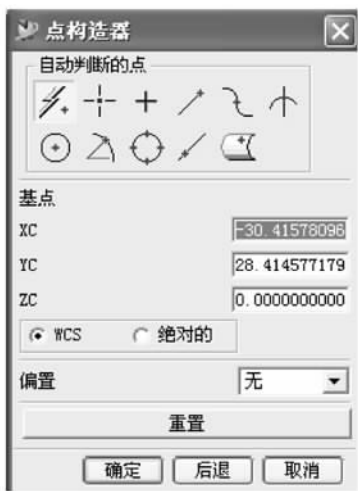 点构造器
自动判断的点
基点
XC -30.41578096
YC 28.414577179
ZC 0.0000000000
WCS 绝对的
偏置 无
重置
确定 后退 取消